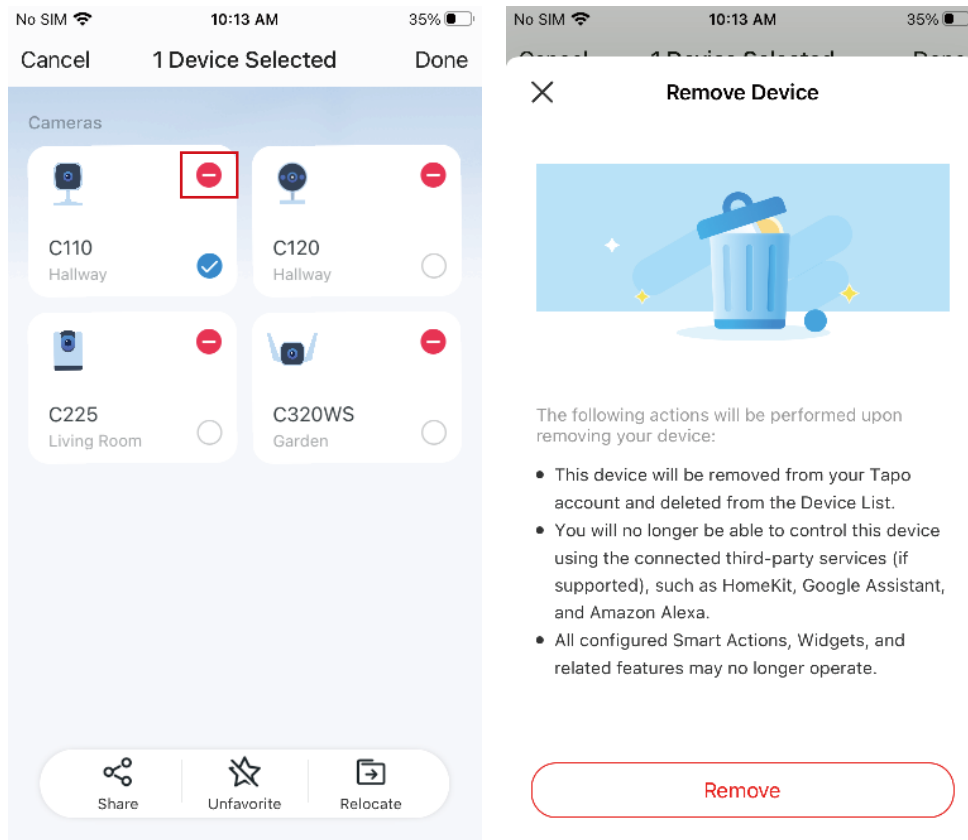 No SIM 10:13 AM 35%
Cancel 1 Device Selected Done
Cameras
C110
Hallway
C120
Hallway
C225
Living Room
C320WS
Garden
Share Unfavorite Relocate
No SIM 10:13 AM 35%
Cancel 1 Device Selected Done
Remove Device
The following actions will be performed upon
removing your device:
This device will be removed from your Tapo
account and deleted from the Device List.
You will no longer be able to control this device
using the connected third-party services (if
supported), such as HomeKit, Google Assistant,
and Amazon Alexa.
All configured Smart Actions, Widgets, and
related features may no longer operate.
Remove